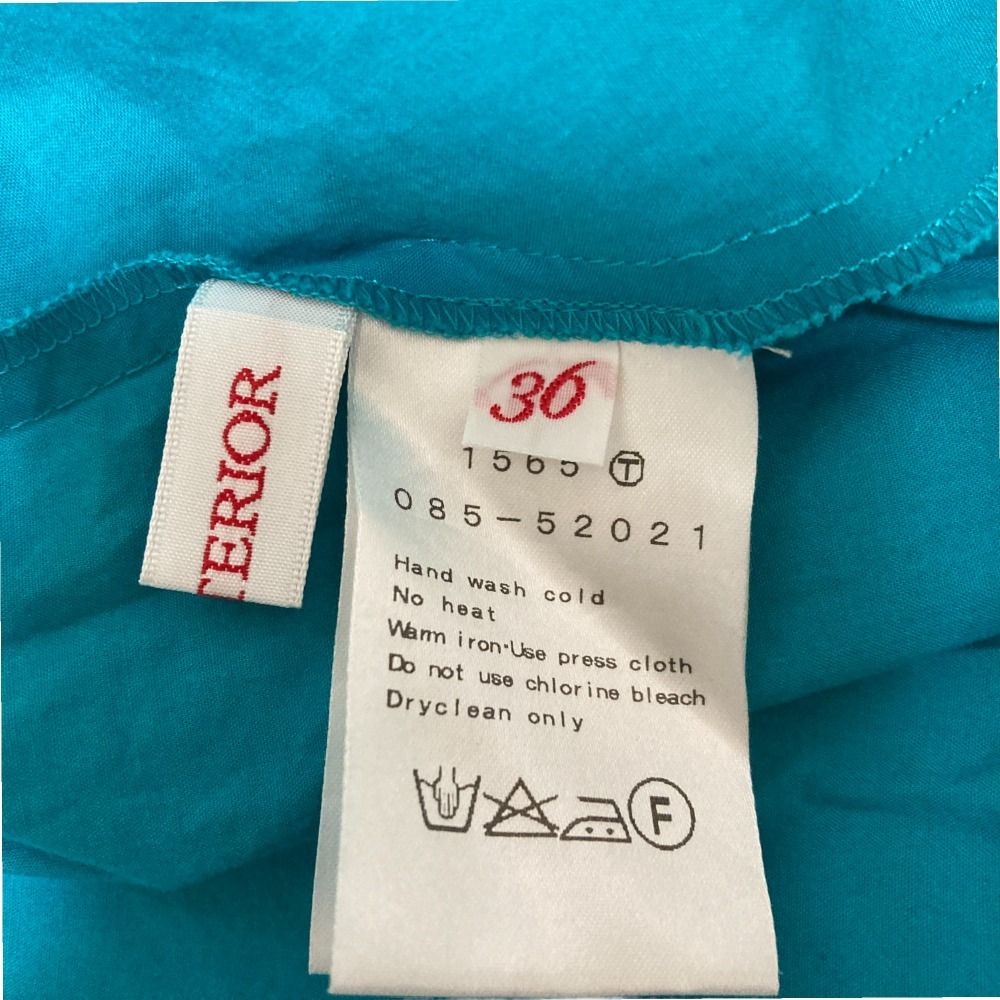 TERIOR
36
1565 T
085-52021
Hand wash cold
No heat
Warm iron·Use press cloth
Do not use chlorine bleach
Dryclean only
F